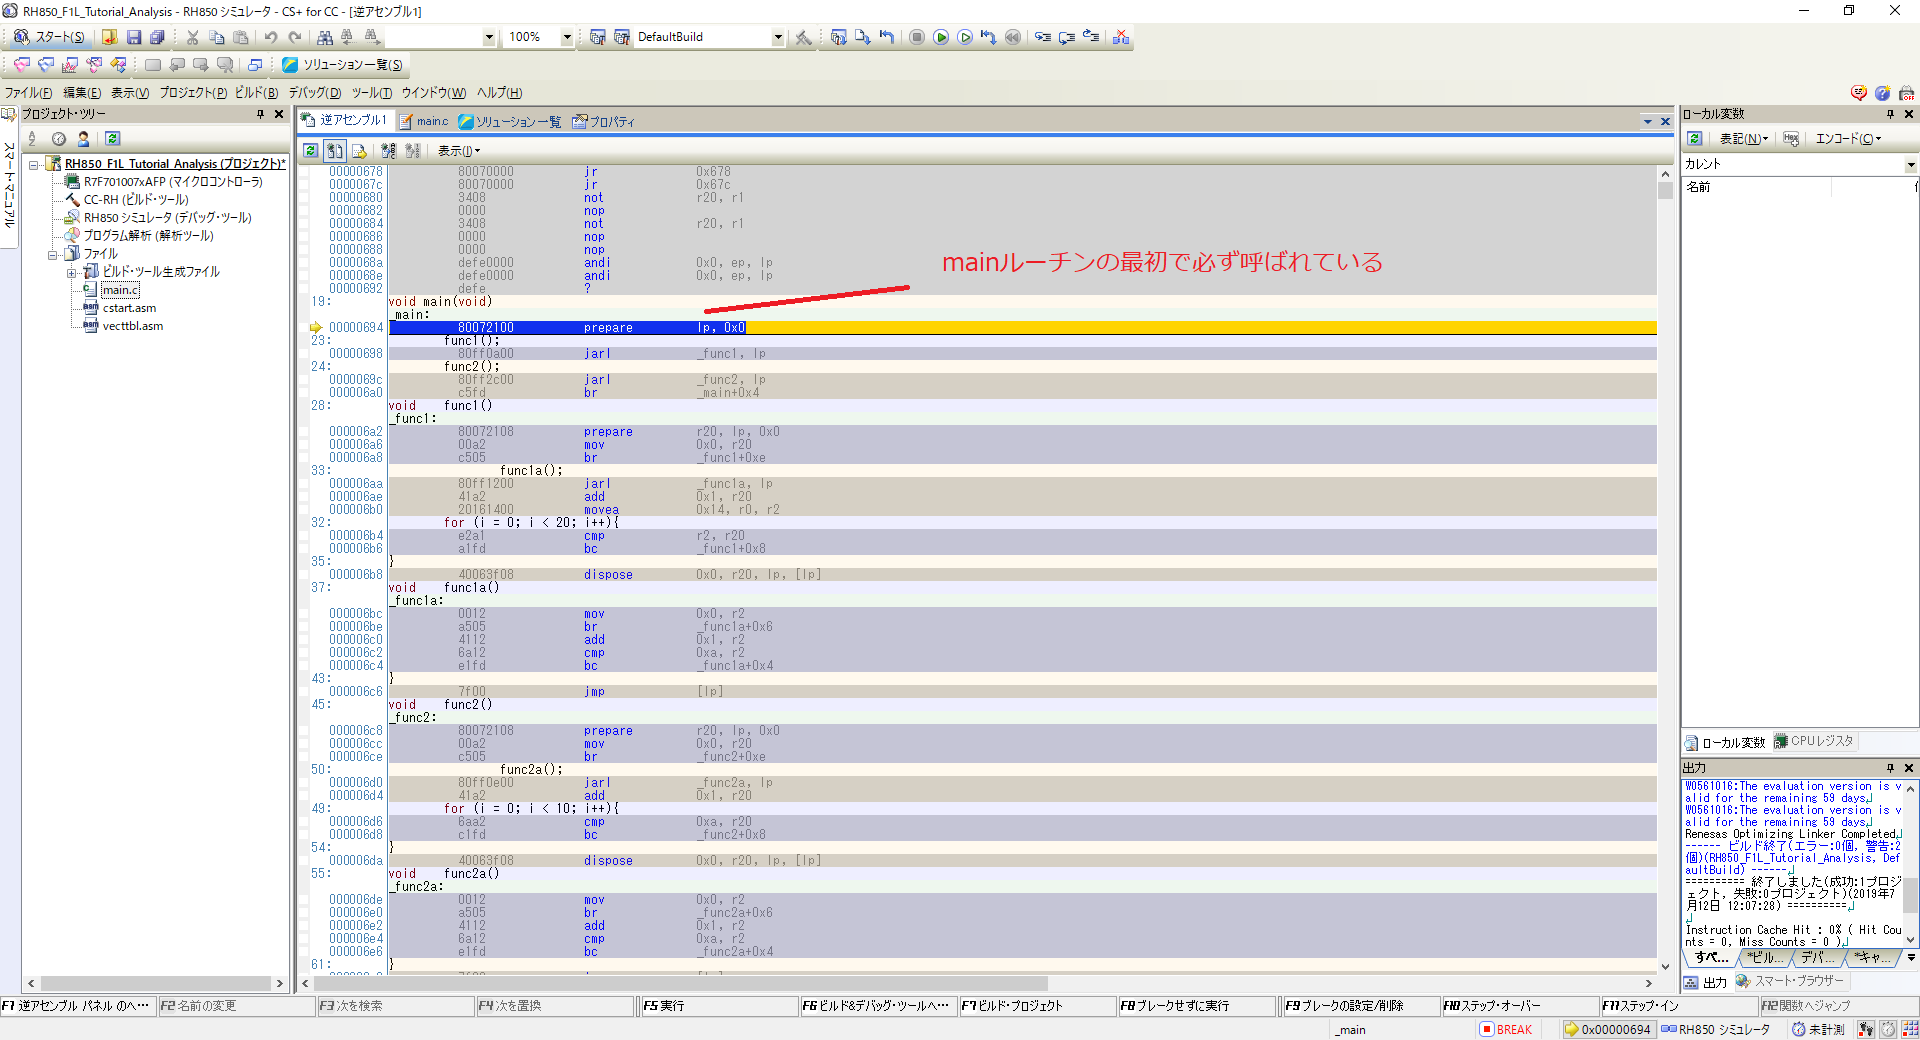 RH850_F1L_Tutorial_Analysis - RH850 シミュレータ - CS+ for CC - [逆アセンブル1]
スタート(S)
100%
DefaultBuild
ソリューション一覧(S)
ファイル(F) 編集(E) 表示(V) プロジェクト(P) ビルド(B) デバッグ(D) ツール(T) ウインドウ(W) ヘルプ(H)
スマート・マニュアル
プロジェクト・ツリー
RH850_F1L_Tutorial_Analysis (プロジェクト)*
R7F701007xAFP (マイクロコントローラ)
CC-RH (ビルド・ツール)
RH850 シミュレータ (デバッグ・ツール)
プログラム解析 (解析ツール)
ファイル
ビルド・ツール生成ファイル
main.c
cstart.asm
vecttbl.asm
逆アセンブル1 main.c ソリューション一覧 プロパティ
表示(I)
00000678 80070000 jr 0x678
0000067c 80070000 jr 0x67c
00000680 3408 not r20, r1
00000682 0000 nop
00000684 3408 not r20, r1
00000686 0000 nop
00000688 0000 nop
0000068a defe0000 andi 0x0, ep, lp
0000068e defe0000 andi 0x0, ep, lp
00000692 defe ?
mainルーチンの最初で必ず呼ばれている
19: void main(void)
_main:
00000694 80072100 prepare lp, 0x0
23: func1();
00000698 80ff0a00 jarl _func1, lp
24: func2();
0000069c 80ff2c00 jarl _func2, lp
000006a0 c5fd br _main+0x4
28: void func1()
_func1:
000006a2 80072108 prepare r20, lp, 0x0
000006a6 00a2 mov 0x0, r20
000006a8 c505 br _func1+0xe
33: func1a();
000006aa 80ff1200 jarl _func1a, lp
000006ae 41a2 add 0x1, r20
000006b0 20161400 movea 0x14, r0, r2
32: for (i = 0; i < 20; i++){
000006b4 e2a1 cmp r2, r20
000006b6 a1fd bc _func1+0x8
35: }
000006b8 40063f08 dispose 0x0, r20, lp, [lp]
37: void func1a()
_func1a:
000006bc 0012 mov 0x0, r2
000006be a505 br _func1a+0x6
000006c0 4112 add 0x1, r2
000006c2 6a12 cmp 0xa, r2
000006c4 e1fd bc _func1a+0x4
43: }
000006c6 7f00 jmp [lp]
45: void func2()
_func2:
000006c8 80072108 prepare r20, lp, 0x0
000006cc 00a2 mov 0x0, r20
000006ce c505 br _func2+0xe
50: func2a();
000006d0 80ff0e00 jarl _func2a, lp
000006d4 41a2 add 0x1, r20
49: for (i = 0; i < 10; i++){
000006d6 6aa2 cmp 0xa, r20
000006d8 c1fd bc _func2+0x8
54: }
000006da 40063f08 dispose 0x0, r20, lp, [lp]
55: void func2a()
_func2a:
000006de 0012 mov 0x0, r2
000006e0 a505 br _func2a+0x6
000006e2 4112 add 0x1, r2
000006e4 6a12 cmp 0xa, r2
000006e6 e1fd bc _func2a+0x4
61: }
ローカル変数
表記(N) Hex エンコード(C)
カレント
名前
ローカル変数 CPUレジスタ
出力
W0561016:The evaluation version is v
alid for the remaining 59 days.
W0561016:The evaluation version is v
alid for the remaining 59 days.
Renesas Optimizing Linker Completed
------ ビルド終了(エラー:0個, 警告:2
個)(RH850_F1L_Tutorial_Analysis, Def
aultBuild) ------
========== 終了しました(成功:1プロジ
ェクト, 失敗:0プロジェクト)(2019年7
月12日 12:07:28) ==========
Instruction Cache Hit : 0% ( Hit Cou
nts = 0, Miss Counts = 0 )
すべ... *ビル... デバ... *キャ...
出力 スマート・ブラウザー
F1 逆アセンブル パネル のヘ… F2 名前の変更 F3 次を検索 F4 次を置換 F5 実行 F6 ビルド&デバッグ・ツールへ… F7 ビルド・プロジェクト F8 ブレークせずに実行 F9 ブレークの設定/削除 F10 ステップ・オーバー F11 ステップ・イン F12 関数へジャンプ
_main BREAK 0x00000694 RH850 シミュレータ 未計測